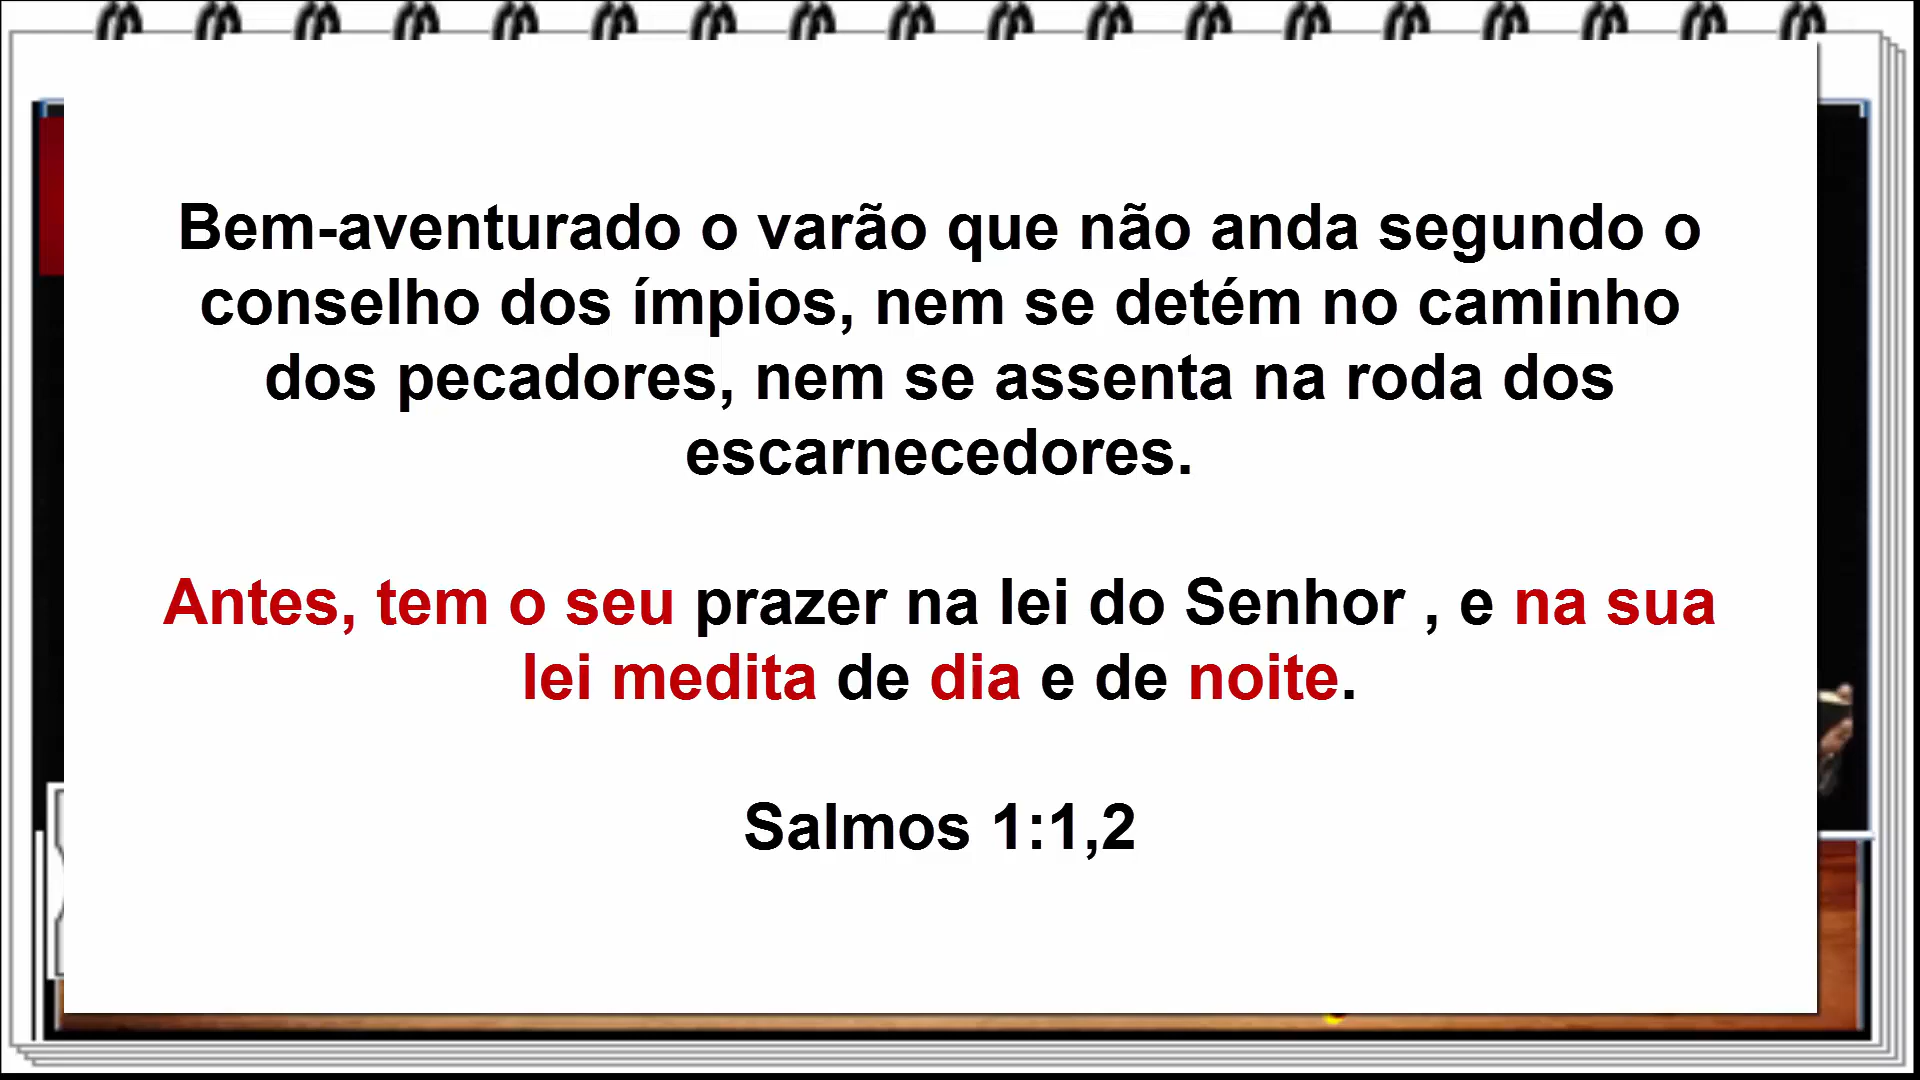 Bem-aventurado o varão que não anda segundo o
conselho dos ímpios, nem se detém no caminho
dos pecadores, nem se assenta na roda dos
escarnecedores.
Antes, tem o seu prazer na lei do Senhor , e na sua
lei medita de dia e de noite.
Salmos 1:1,2